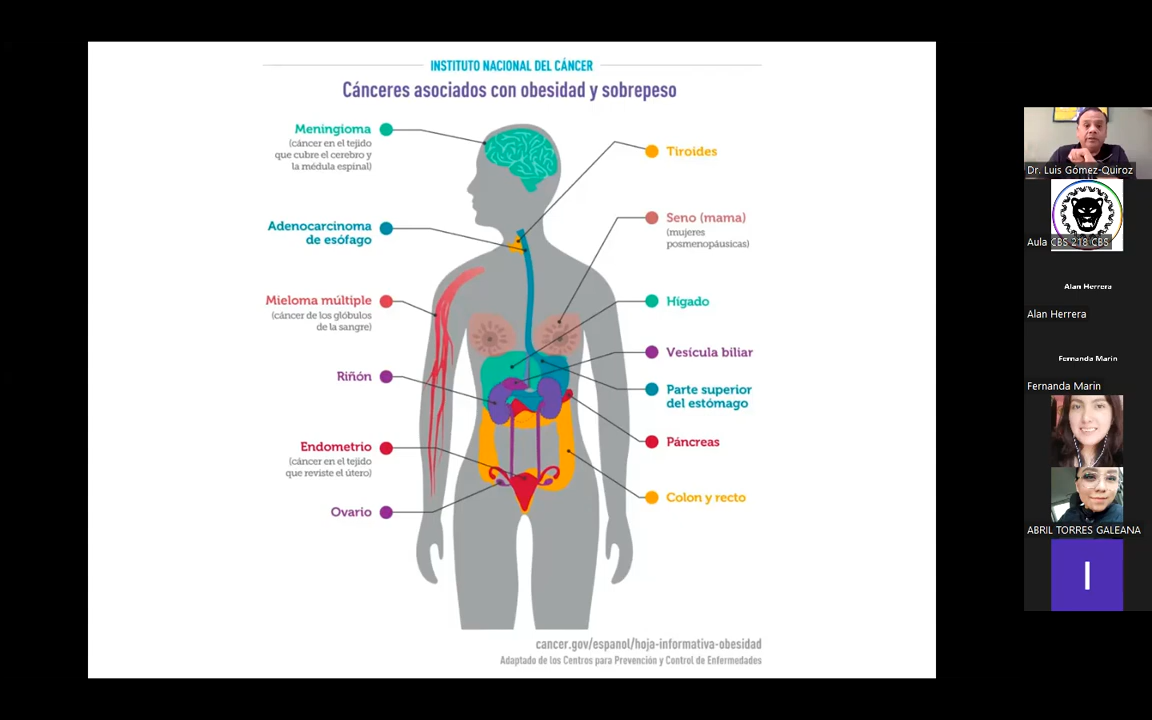 INSTITUTO NACIONAL DEL CÁNCER
Cánceres asociados con obesidad y sobrepeso
Meningioma
(cáncer en el tejido
que cubre el cerebro y
la médula espinal)
Adenocarcinoma
de esófago
Mieloma múltiple
(cáncer de los glóbulos
de la sangre)
Riñón
Endometrio
(cáncer en el tejido
que reviste el útero)
Ovario
Tiroides
Seno (mama)
(mujeres
posmenopáusicas)
Hígado
Vesícula biliar
Parte superior
del estómago
Páncreas
Colon y recto
cancer.gov/espanol/hoja-informativa-obesidad
Adaptado de los Centros para Prevención y Control de Enfermedades
Dr. Luis Gómez-Quiroz
Aula CBS 218 CBS
Alan Herrera
Alan Herrera
Fernanda Marin
Fernanda Marin
ABRIL TORRES GALEANA
I